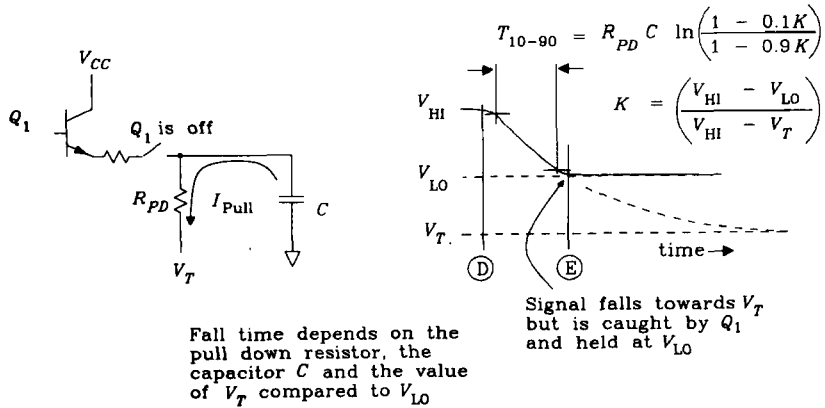 V_CC
Q_1
Q_1 is off
R_PD
I_Pull
C
V_T
Fall time depends on the
pull down resistor, the
capacitor C and the value
of V_T compared to V_LO
T_10-90 = R_PD C ln((1 - 0.1K)/(1 - 0.9K))
K = ((V_HI - V_LO)/(V_HI - V_T))
V_HI
V_LO
V_T
time
D
E
Signal falls towards V_T
but is caught by Q_1
and held at V_LO